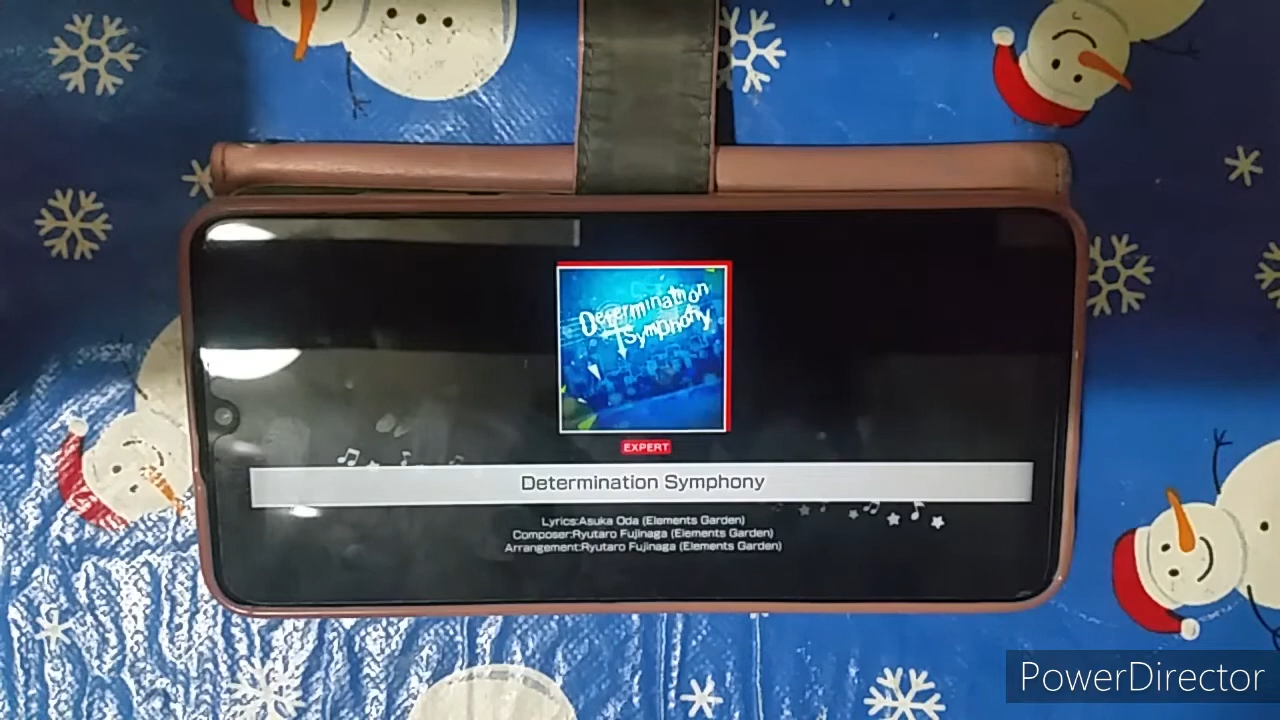 Determination
Symphony
EXPERT
Determination Symphony
Lyrics:Asuka Oda (Elements Garden)
Composer:Ryutaro Fujinaga (Elements Garden)
Arrangement:Ryutaro Fujinaga (Elements Garden)
PowerDirector